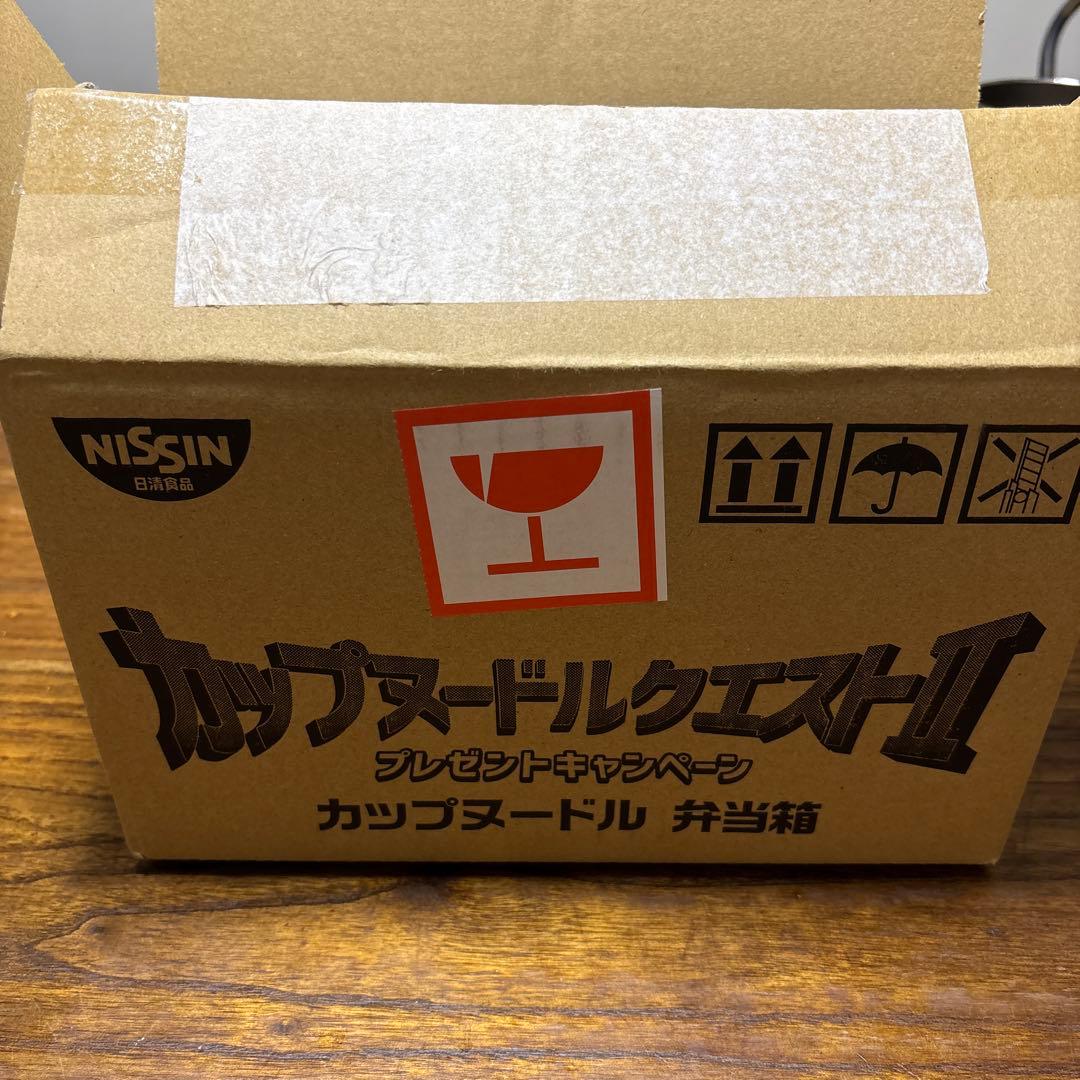 NISSIN
日清食品
カップヌードルクエストII
プレゼントキャンペーン
カップヌードル 弁当箱